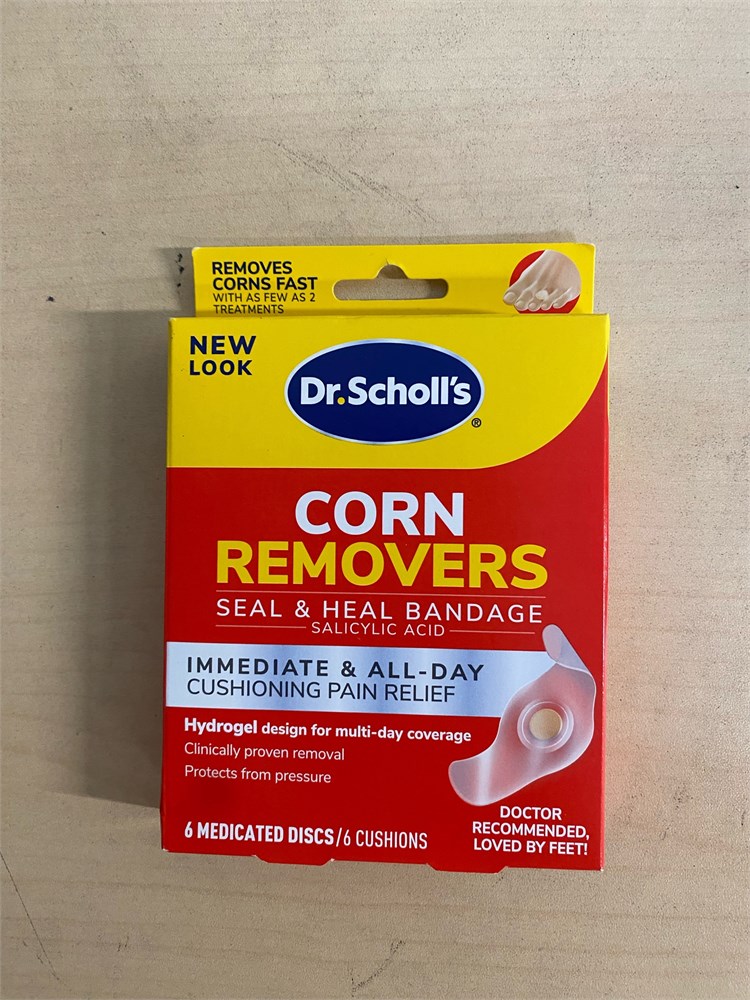 REMOVES
CORNS FAST
WITH AS FEW AS 2
TREATMENTS
NEW
LOOK
Dr.Scholl's®
CORN
REMOVERS
SEAL & HEAL BANDAGE
SALICYLIC ACID
IMMEDIATE & ALL-DAY
CUSHIONING PAIN RELIEF
Hydrogel design for multi-day coverage
Clinically proven removal
Protects from pressure
6 MEDICATED DISCS/6 CUSHIONS
DOCTOR
RECOMMENDED,
LOVED BY FEET!